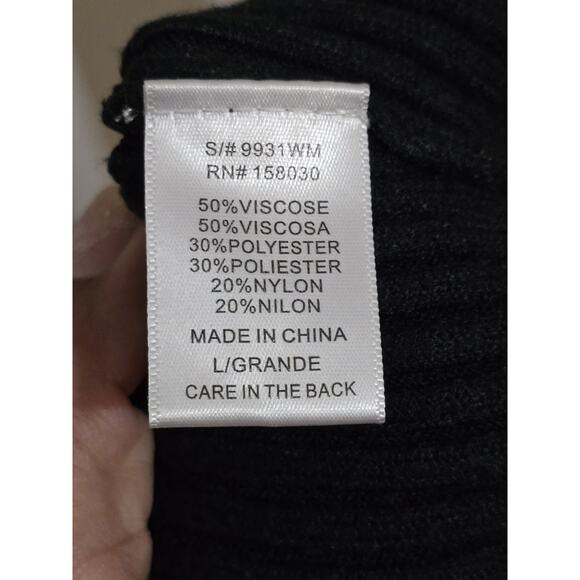 S/# 9931WM
RN# 158030
50%VISCOSE
50%VISCOSA
30%POLYESTER
30%POLIESTER
20%NYLON
20%NILON
MADE IN CHINA
L/GRANDE
CARE IN THE BACK